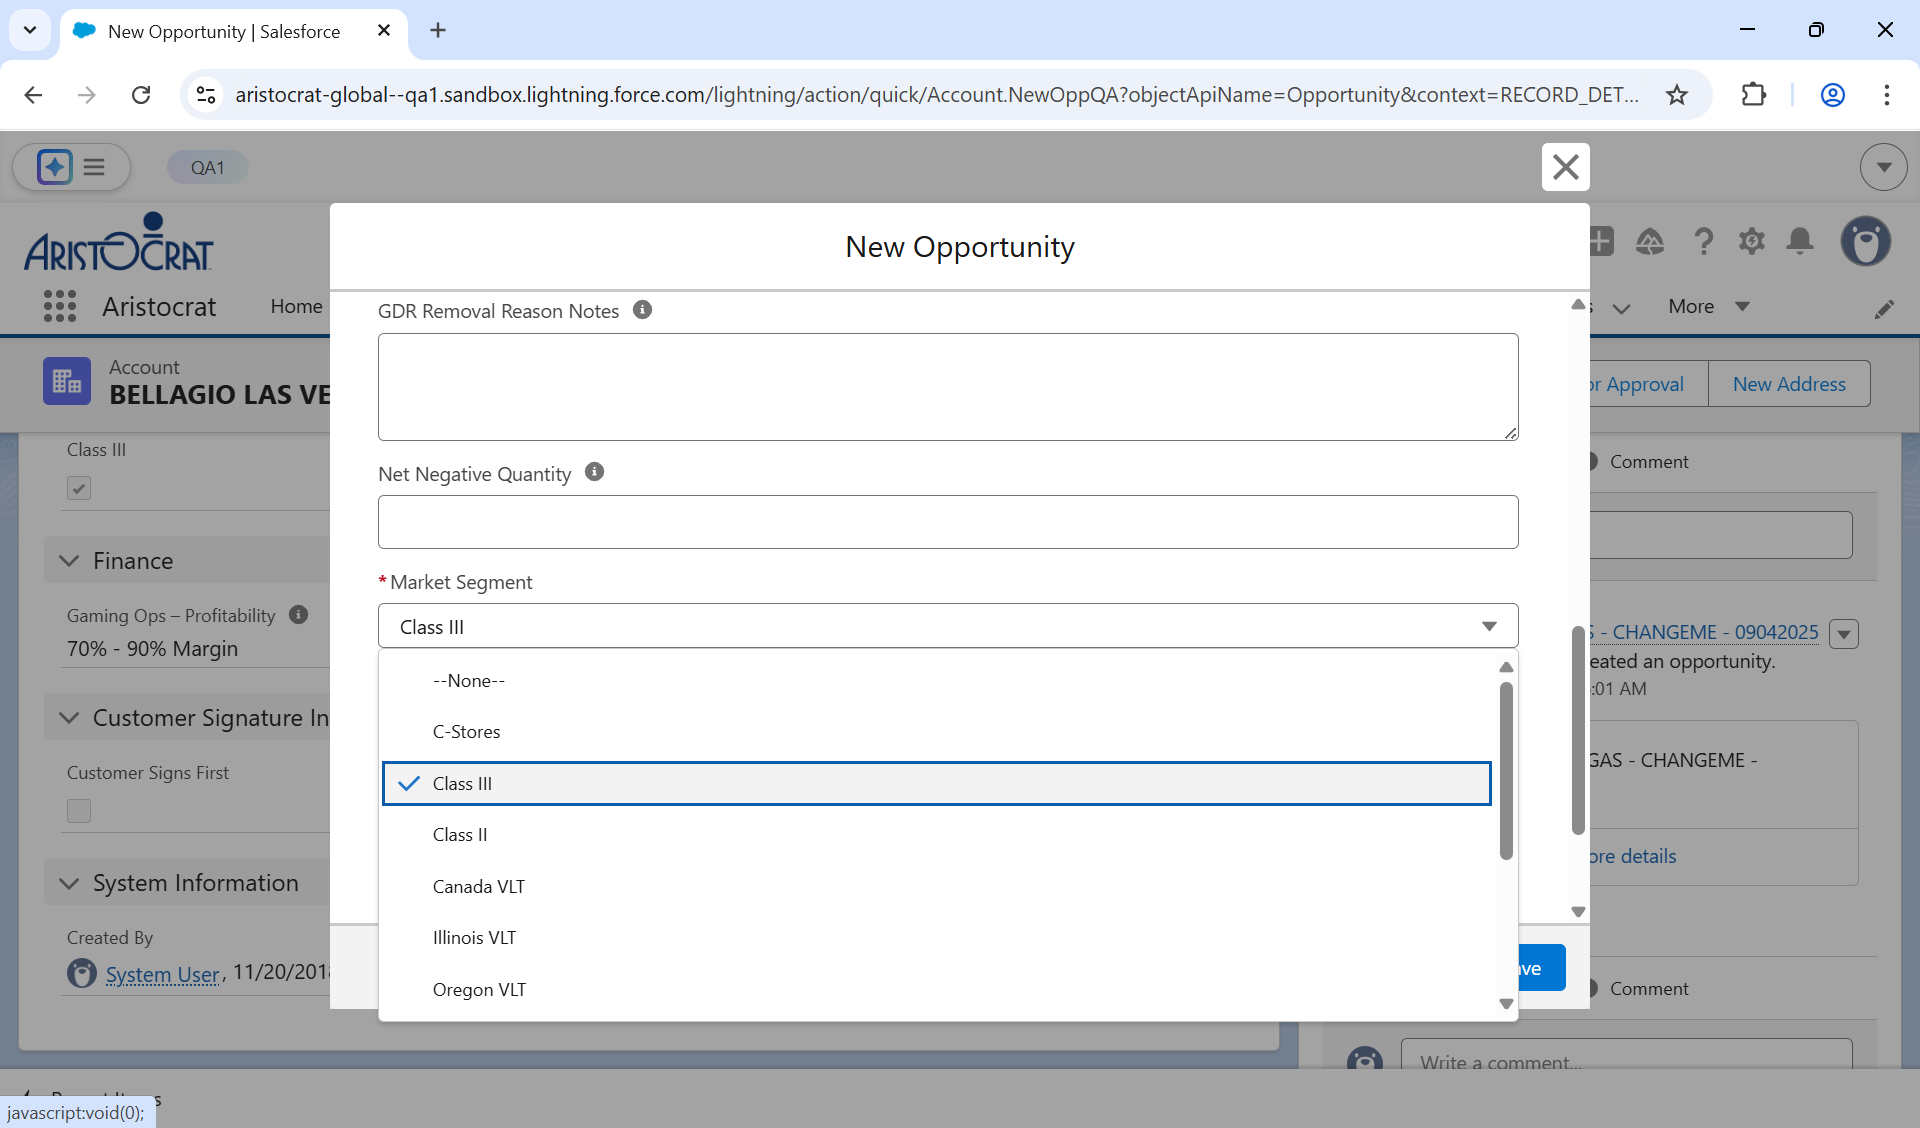 New Opportunity | Salesforce
aristocrat-global--qa1.sandbox.lightning.force.com/lightning/action/quick/Account.NewOppQA?objectApiName=Opportunity&context=RECORD_DET...
QA1
ARISTOCRAT
New Opportunity
Aristocrat
Home
More
Account
BELLAGIO LAS VE
or Approval
New Address
GDR Removal Reason Notes
Class III
Comment
Net Negative Quantity
Finance
*Market Segment
Class III
Gaming Ops – Profitability
70% - 90% Margin
S - CHANGEME - 09042025
eated an opportunity.
:01 AM
--None--
C-Stores
Class III
Class II
Canada VLT
Illinois VLT
Oregon VLT
Customer Signature In
GAS - CHANGEME -
Customer Signs First
ore details
System Information
Created By
System User, 11/20/201
ve
Comment
Write a comment...
javascript:void(0);